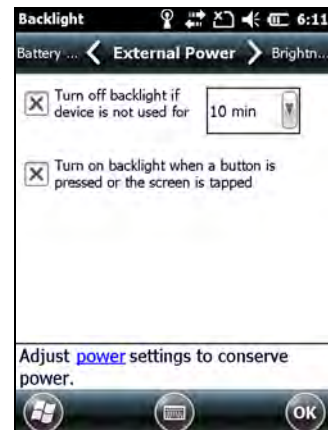 Backlight 6:11
Battery ... External Power Brightn...
Turn off backlight if
device is not used for 10 min
Turn on backlight when a button is
pressed or the screen is tapped
Adjust power settings to conserve
power.
OK